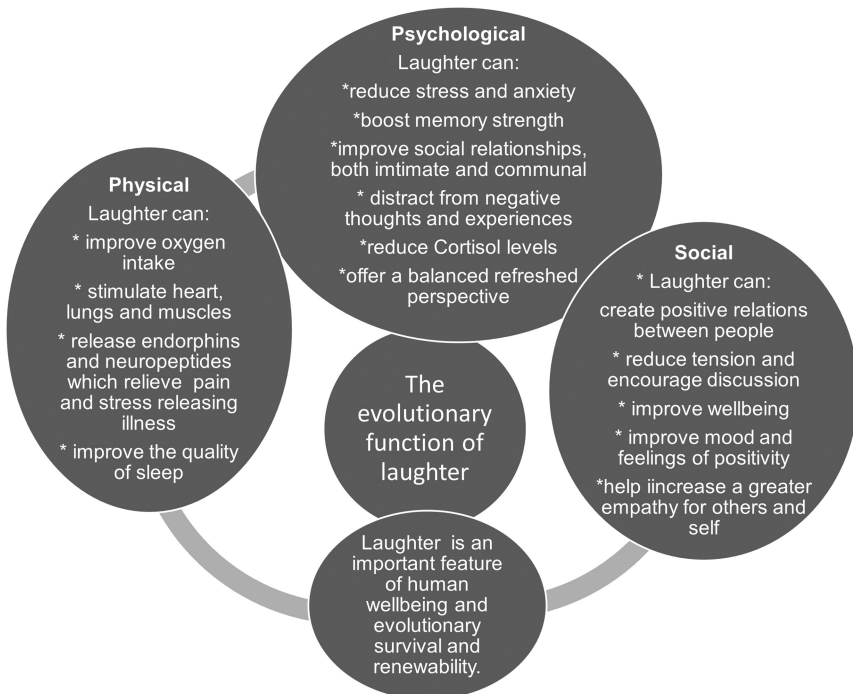 Psychological
Laughter can:
*reduce stress and anxiety
*boost memory strength
*improve social relationships,
both intimate and communal
* distract from negative
thoughts and experiences
*reduce Cortisol levels
*offer a balanced refreshed
perspective
Physical
Laughter can:
* improve oxygen
intake
* stimulate heart,
lungs and muscles
* release endorphins
and neuropeptides
which relieve pain
and stress releasing
illness
* improve the quality
of sleep
Social
* Laughter can:
create positive relations
between people
* reduce tension and
encourage discussion
* improve wellbeing
* improve mood and
feelings of positivity
*help iincrease a greater
empathy for others and
self
The
evolutionary
function of
laughter
Laughter is an
important feature
of human
wellbeing and
evolutionary
survival and
renewability.